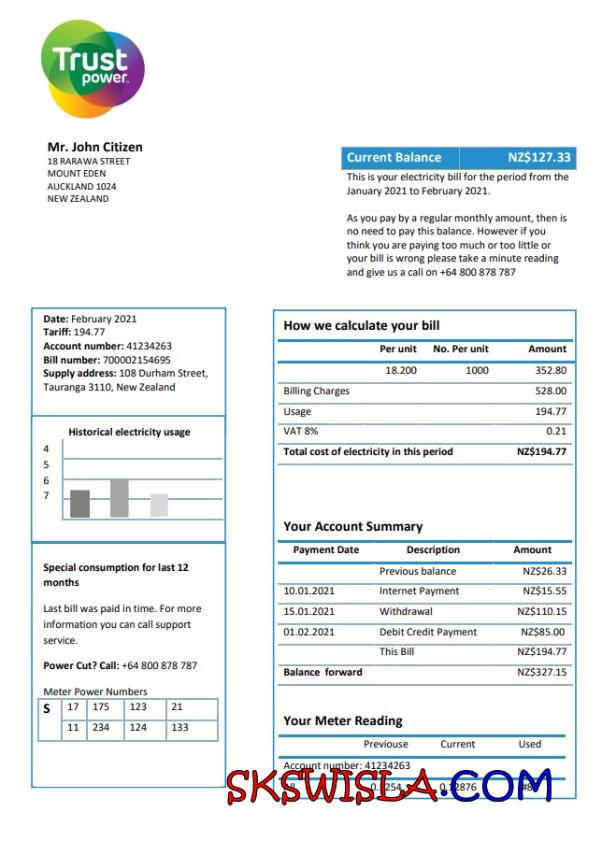 Trust
power.
Mr. John Citizen
18 RARAWA STREET
MOUNT EDEN
AUCKLAND 1024
NEW ZEALAND
Current Balance NZ$127.33
This is your electricity bill for the period from the
January 2021 to February 2021.
As you pay by a regular monthly amount, then is
no need to pay this balance. However if you
think you are paying too much or too little or
your bill is wrong please take a minute reading
and give us a call on +64 800 878 787
Date: February 2021
Tariff: 194.77
Account number: 41234263
Bill number: 700002154695
Supply address: 108 Durham Street,
Tauranga 3110, New Zealand
Historical electricity usage
4
5
6
7
Special consumption for last 12
months
Last bill was paid in time. For more
information you can call support
service.
Power Cut? Call: +64 800 878 787
Meter Power Numbers
S 17 175 123 21
11 234 124 133
How we calculate your bill
Per unit No. Per unit Amount
18.200 1000 352.80
Billing Charges 528.00
Usage 194.77
VAT 8% 0.21
Total cost of electricity in this period NZ$194.77
Your Account Summary
Payment Date Description Amount
Previous balance NZ$26.33
10.01.2021 Internet Payment NZ$15.55
15.01.2021 Withdrawal NZ$110.15
01.02.2021 Debit Credit Payment NZ$85.00
This Bill NZ$194.77
Balance forward NZ$327.15
Your Meter Reading
Previouse Current Used
Account number: 41234263
SKSWISLA.COM